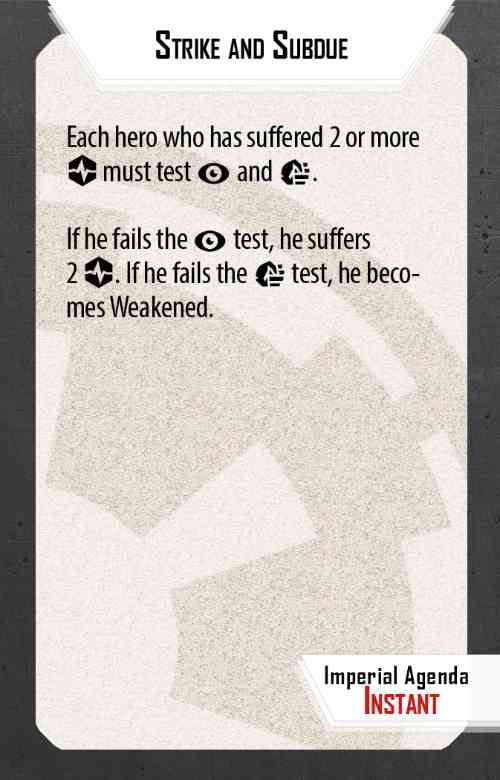 Strike and Subdue
Each hero who has suffered 2 or more
must test and .
If he fails the test, he suffers
2 . If he fails the test, he beco-
mes Weakened.
Imperial Agenda
Instant